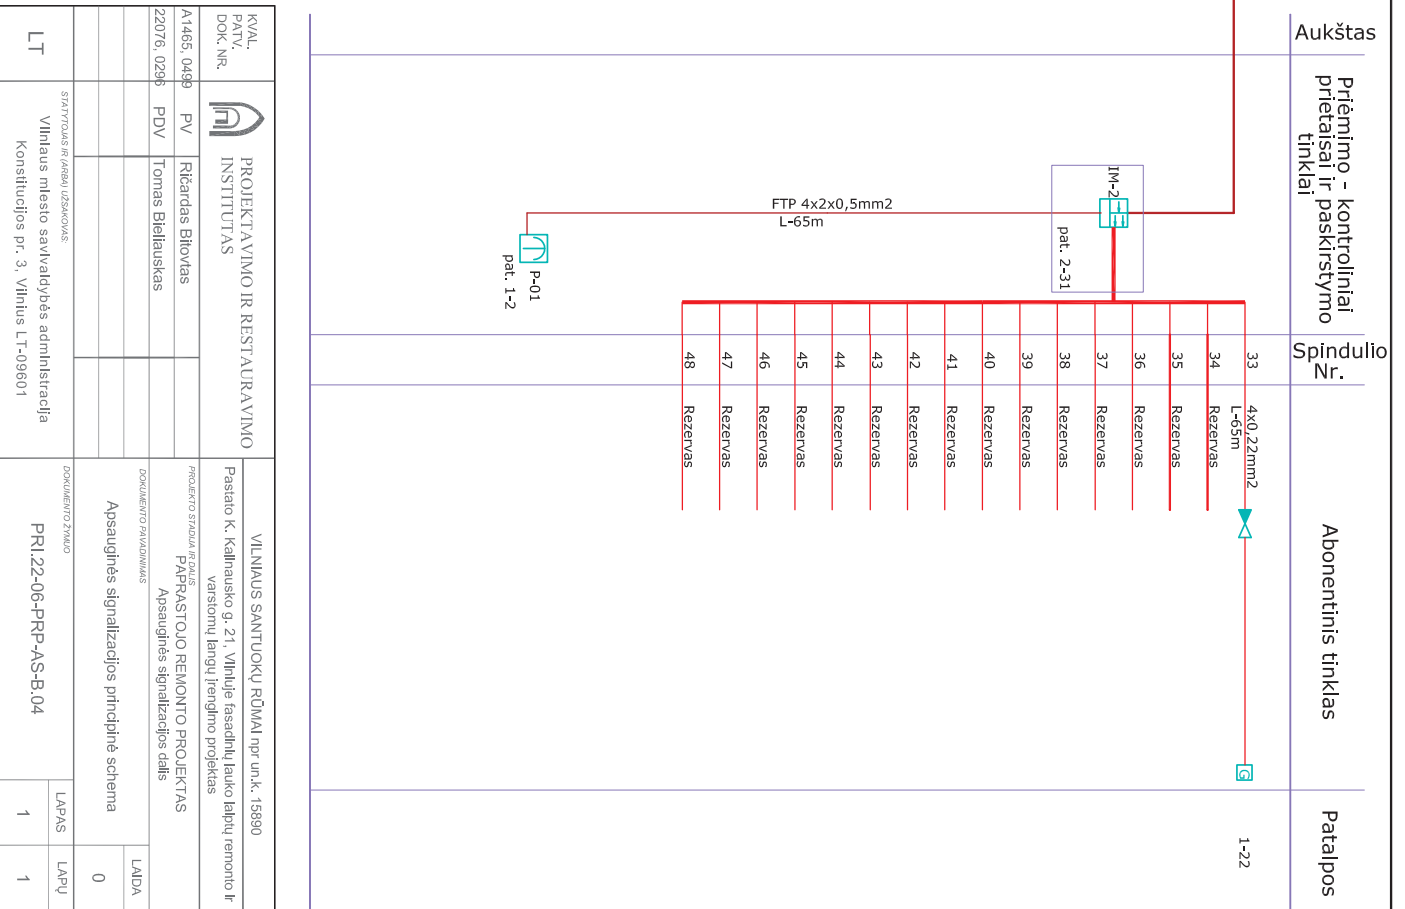 Aukštas
Priėmimo - kontroliniai
prietaisai ir paskirstymo
tinklai
Spindulio
Nr.
Abonentinis tinklas
Patalpos
IM-2
pat. 2-31
FTP 4x2x0,5mm2
L-65m
P-01
pat. 1-2
33
4x0,22mm2
L-65m
G
1-22
34
Rezervas
35
Rezervas
36
Rezervas
37
Rezervas
38
Rezervas
39
Rezervas
40
Rezervas
41
Rezervas
42
Rezervas
43
Rezervas
44
Rezervas
45
Rezervas
46
Rezervas
47
Rezervas
48
Rezervas
KVAL.
PATV.
DOK. NR.
PROJEKTAVIMO IR RESTAURAVIMO
INSTITUTAS
VILNIAUS SANTUOKŲ RŪMAI npr un.k. 15890
Pastato K. Kalinausko g. 21, Vilniuje fasadinių lauko laiptų remonto ir
varstomų langų įrengimo projektas
A1465, 0499 PV Ričardas Bitovtas
22076, 0296 PDV Tomas Bieliauskas
PROJEKTO STADIJA IR DALIS
PAPRASTOJO REMONTO PROJEKTAS
Apsauginės signalizacijos dalis
DOKUMENTO PAVADINIMAS
Apsauginės signalizacijos principinė schema
LAIDA
0
LT
STATYTOJAS IR (ARBA) UŽSAKOVAS:
Vilniaus miesto savivaldybės administracija
Konstitucijos pr. 3, Vilnius LT-09601
DOKUMENTO ŽYMUO
PRI.22-06-PRP-AS-B.04
LAPAS
LAPŲ
1
1